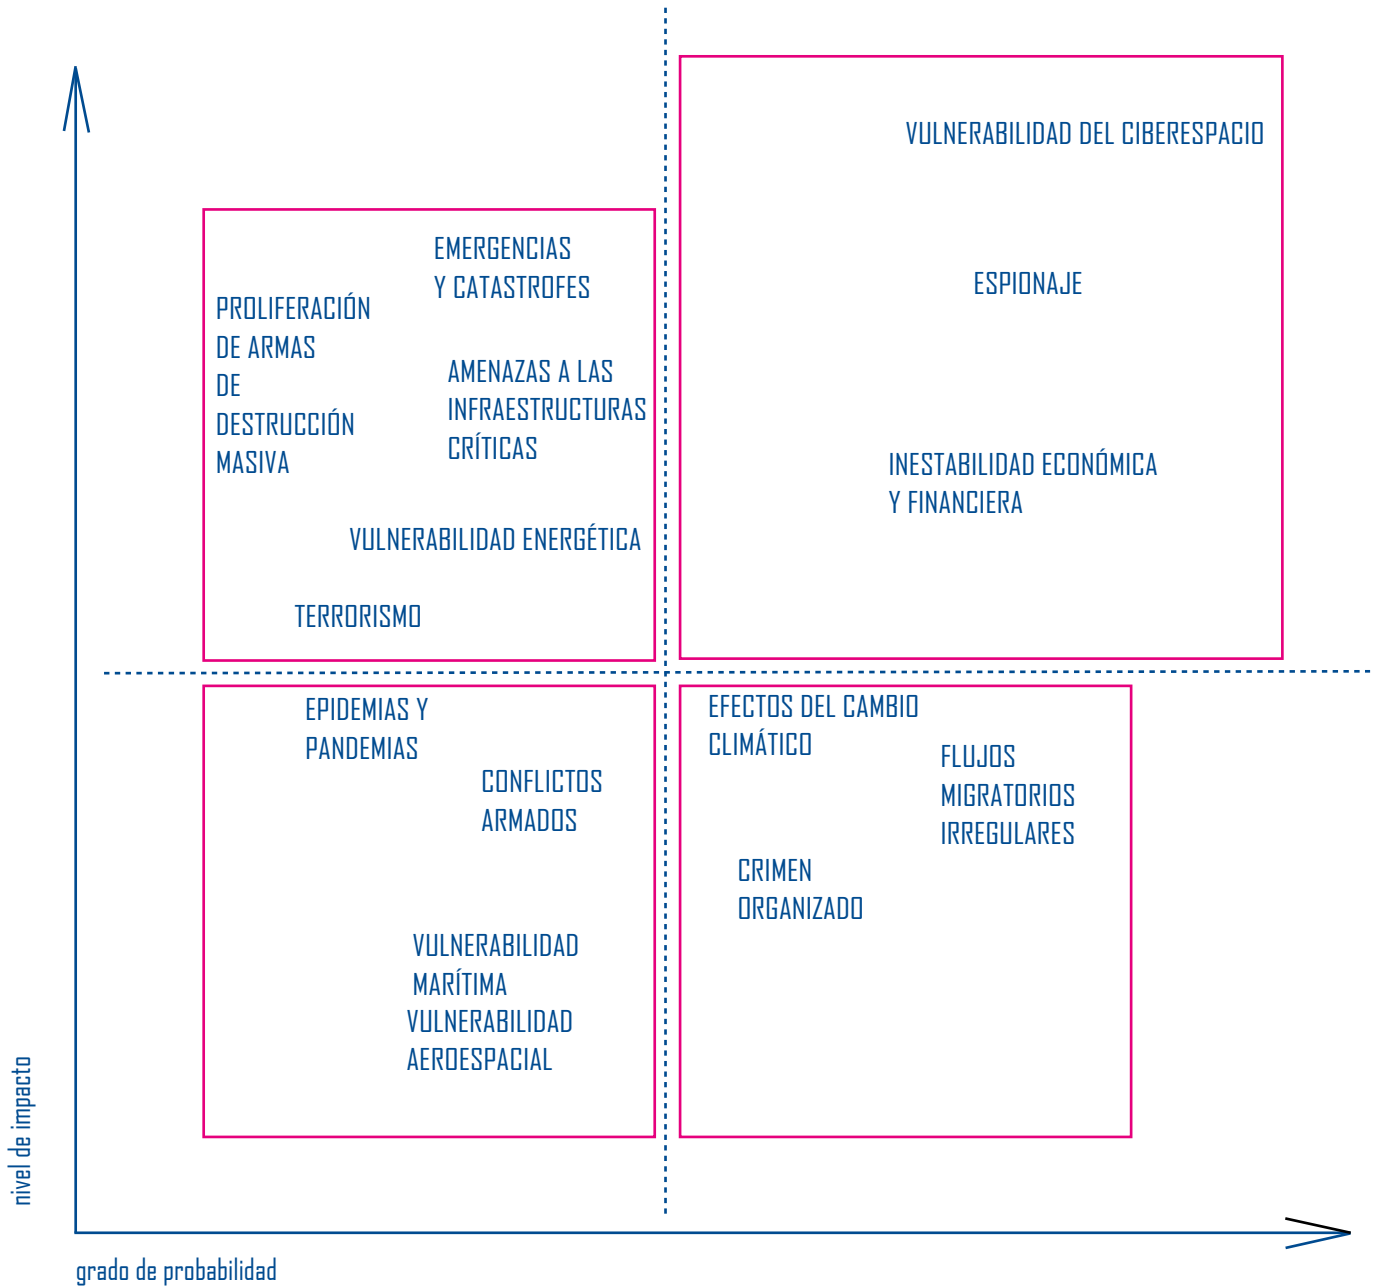 VULNERABILIDAD DEL CIBERESPACIO
ESPIONAJE
INESTABILIDAD ECONÓMICA
Y FINANCIERA
EMERGENCIAS
Y CATASTROFES
PROLIFERACIÓN
DE ARMAS
DE
DESTRUCCIÓN
MASIVA
AMENAZAS A LAS
INFRAESTRUCTURAS
CRÍTICAS
VULNERABILIDAD ENERGÉTICA
TERRORISMO
EPIDEMIAS Y
PANDEMIAS
CONFLICTOS
ARMADOS
VULNERABILIDAD
MARÍTIMA
VULNERABILIDAD
AEROESPACIAL
EFECTOS DEL CAMBIO
CLIMÁTICO
FLUJOS
MIGRATORIOS
IRREGULARES
CRIMEN
ORGANIZADO
nivel de impacto
grado de probabilidad